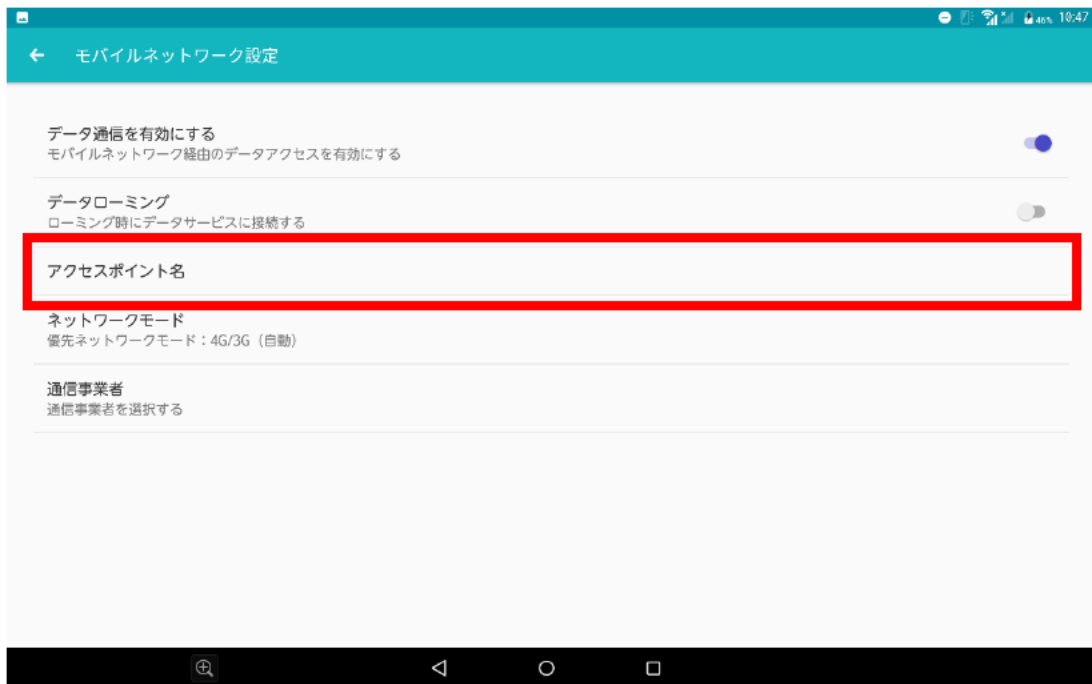 46% 10:47
モバイルネットワーク設定
データ通信を有効にする
モバイルネットワーク経由のデータアクセスを有効にする
データローミング
ローミング時にデータサービスに接続する
アクセスポイント名
ネットワークモード
優先ネットワークモード：4G/3G（自動）
通信事業者
通信事業者を選択する